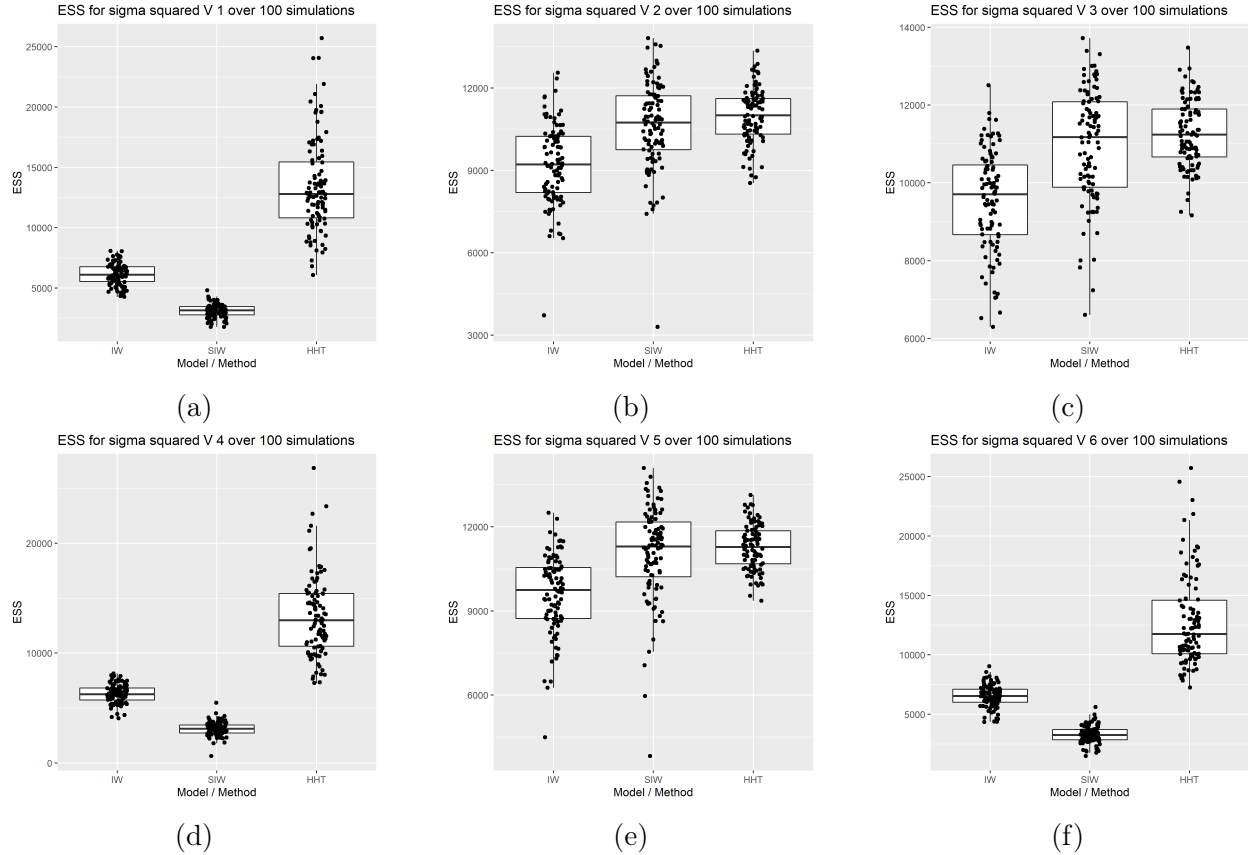 ESS for sigma squared V 1 over 100 simulations
25000
20000
15000
10000
5000
ESS
IW
SIW
HHT
Model / Method
(a)
ESS for sigma squared V 2 over 100 simulations
12000
9000
6000
3000
ESS
IW
SIW
HHT
Model / Method
(b)
ESS for sigma squared V 3 over 100 simulations
14000
12000
10000
8000
6000
ESS
IW
SIW
HHT
Model / Method
(c)
ESS for sigma squared V 4 over 100 simulations
20000
10000
0
ESS
IW
SIW
HHT
Model / Method
(d)
ESS for sigma squared V 5 over 100 simulations
12000
9000
6000
ESS
IW
SIW
HHT
Model / Method
(e)
ESS for sigma squared V 6 over 100 simulations
25000
20000
15000
10000
5000
ESS
IW
SIW
HHT
Model / Method
(f)